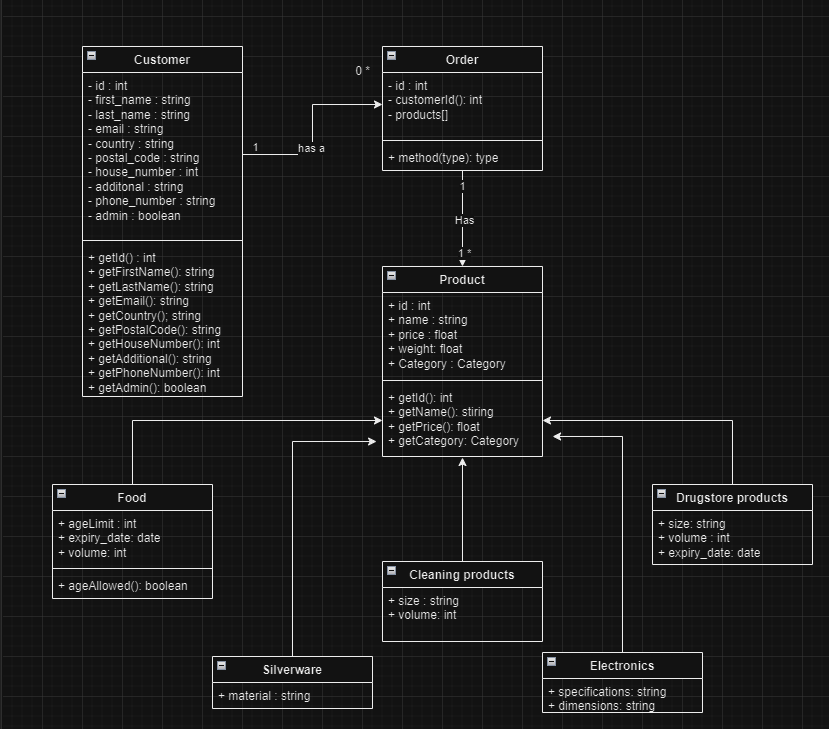 Customer
- id : int
- first_name : string
- last_name : string
- email : string
- country : string
- postal_code : string
- house_number : int
- additonal : string
- phone_number : string
- admin : boolean
+ getId() : int
+ getFirstName(): string
+ getLastName(): string
+ getEmail(): string
+ getCountry(); string
+ getPostalCode(): string
+ getHouseNumber(): int
+ getAdditional(): string
+ getPhoneNumber(): int
+ getAdmin(): boolean
1
has a
0 *
Order
- id : int
- customerId(): int
- products[]
+ method(type): type
1
Has
1 *
Product
+ id : int
+ name : string
+ price : float
+ weight: float
+ Category : Category
+ getId(): int
+ getName(): stiring
+ getPrice(): float
+ getCategory: Category
Food
+ ageLimit : int
+ expiry_date: date
+ volume: int
+ ageAllowed(): boolean
Silverware
+ material : string
Cleaning products
+ size : string
+ volume: int
Electronics
+ specifications: string
+ dimensions: string
Drugstore products
+ size: string
+ volume : int
+ expiry_date: date